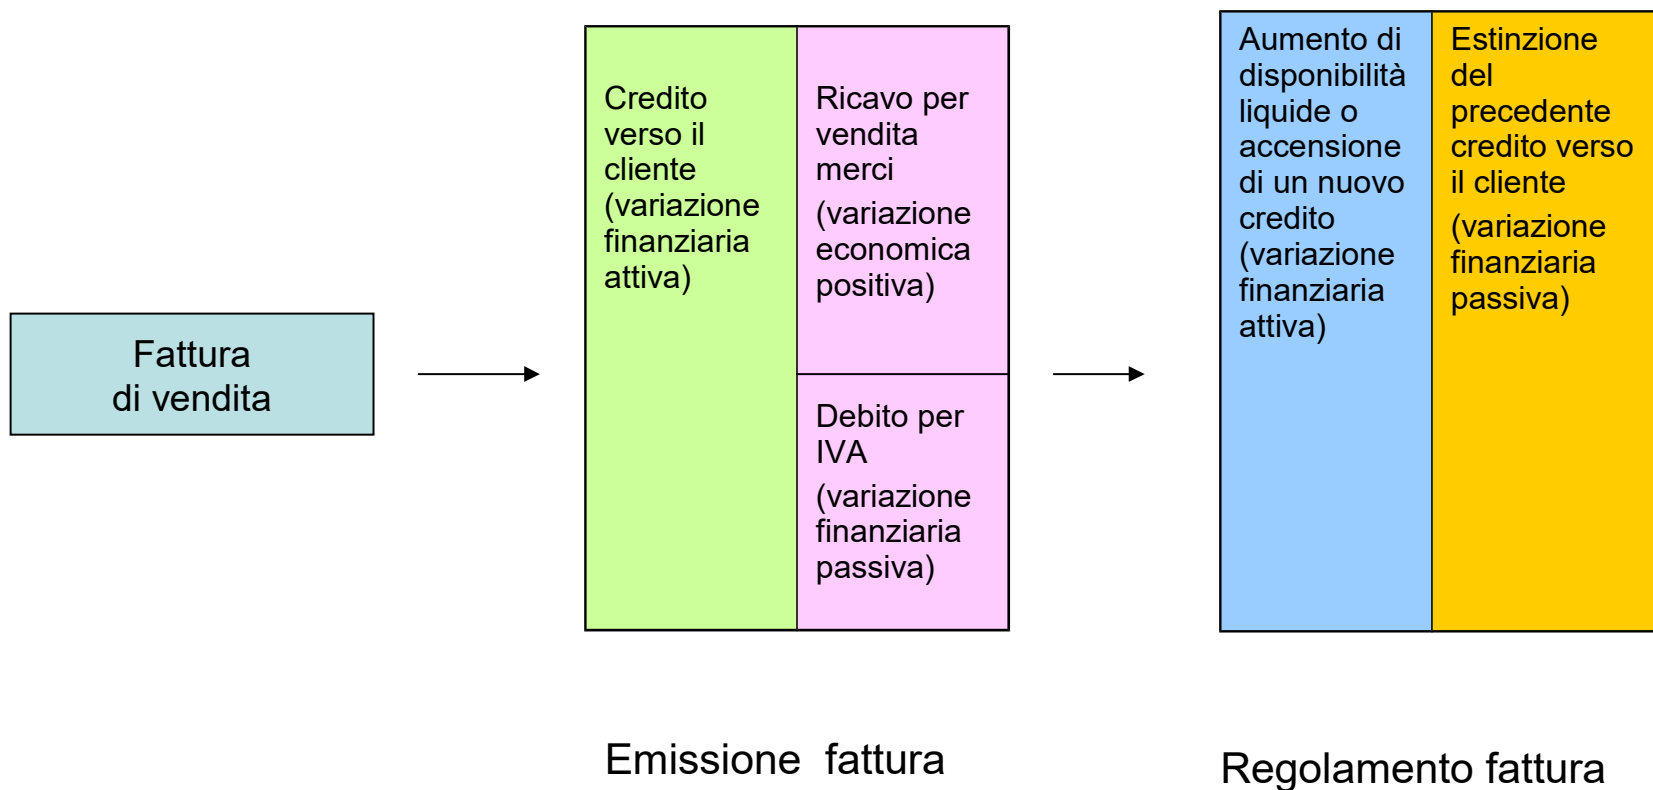 Fattura
di vendita
Credito
verso il
cliente
(variazione
finanziaria
attiva)
Ricavo per
vendita
merci
(variazione
economica
positiva)
Debito per
IVA
(variazione
finanziaria
passiva)
Emissione  fattura
Aumento di
disponibilità
liquide o
accensione
di un nuovo
credito
(variazione
finanziaria
attiva)
Estinzione
del
precedente
credito verso
il cliente
(variazione
finanziaria
passiva)
Regolamento fattura